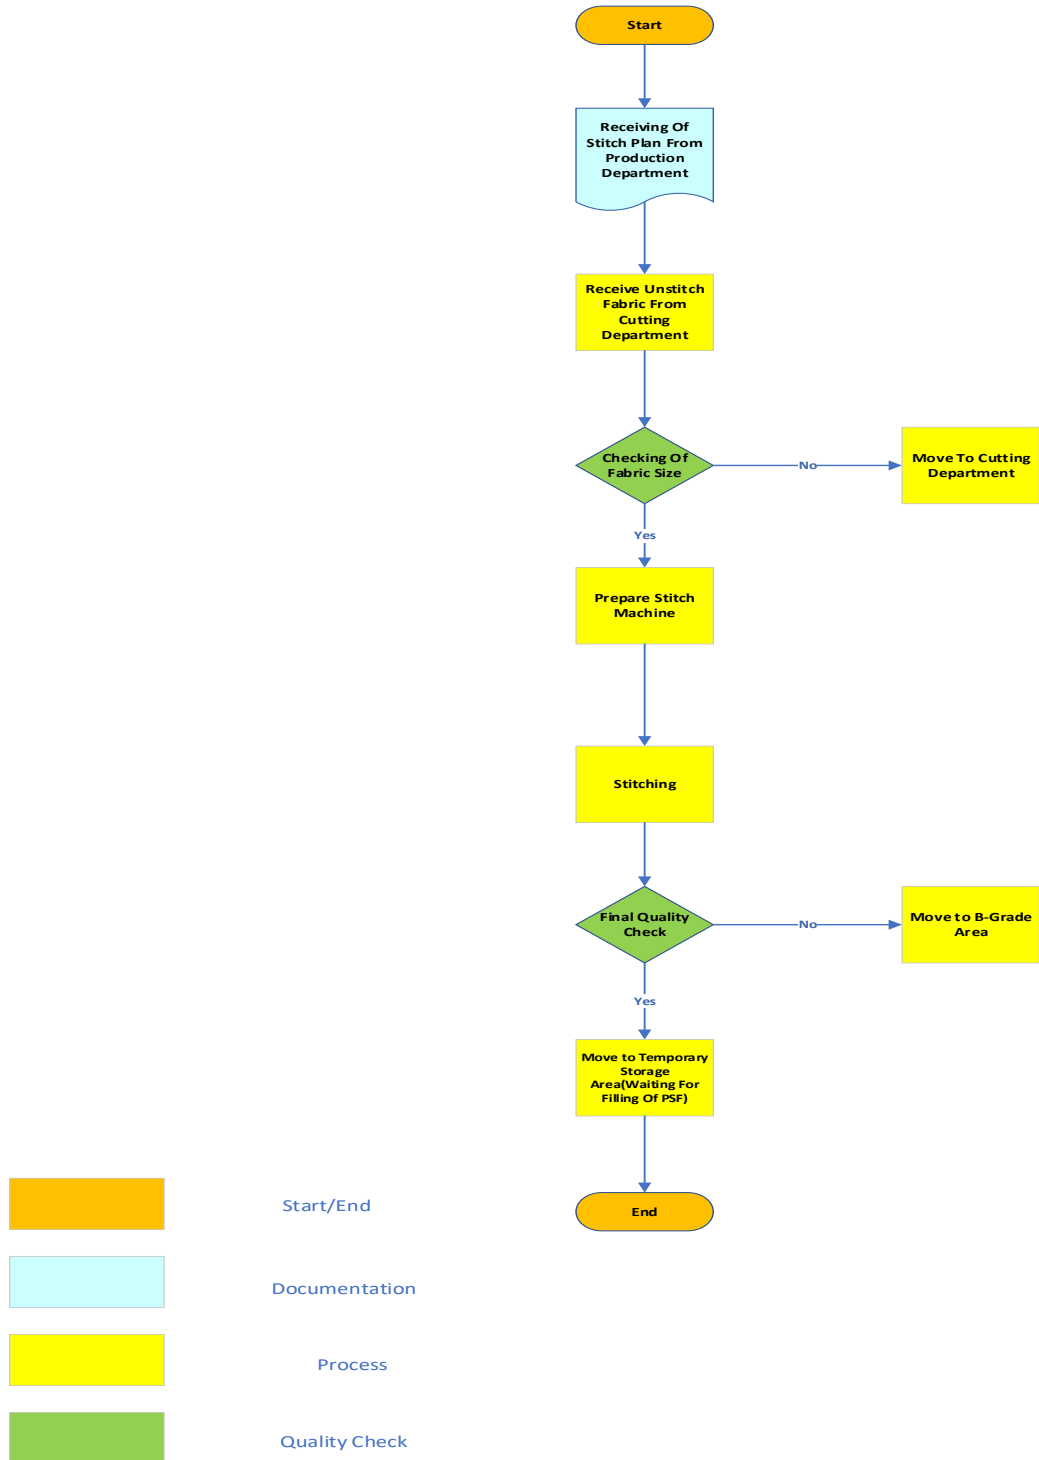 Start
Receiving Of
Stitch Plan From
Production
Department
Receive Unstitch
Fabric From
Cutting
Department
Checking Of
Fabric Size
No
Move To Cutting
Department
Yes
Prepare Stitch
Machine
Stitching
Final Quality
Check
No
Move to B-Grade
Area
Yes
Move to Temporary
Storage
Area(Waiting For
Filling Of PSF)
End
Start/End
Documentation
Process
Quality Check